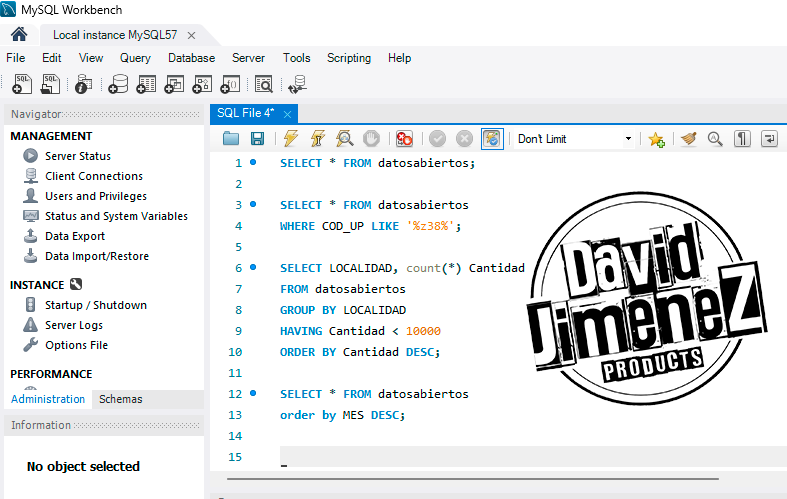 MySQL Workbench
Local instance MySQL57
File Edit View Query Database Server Tools Scripting Help
Navigator
MANAGEMENT
Server Status
Client Connections
Users and Privileges
Status and System Variables
Data Export
Data Import/Restore
INSTANCE
Startup / Shutdown
Server Logs
Options File
PERFORMANCE
Administration Schemas
Information
No object selected
SQL File 4*
Don't Limit
1 SELECT * FROM datosabiertos;
2
3 SELECT * FROM datosabiertos
4 WHERE COD_UP LIKE '%z38%';
5
6 SELECT LOCALIDAD, count(*) Cantidad
7 FROM datosabiertos
8 GROUP BY LOCALIDAD
9 HAVING Cantidad < 10000
10 ORDER BY Cantidad DESC;
11
12 SELECT * FROM datosabiertos
13 order by MES DESC;
14
15
David
JimeneZ
PRODUCTS